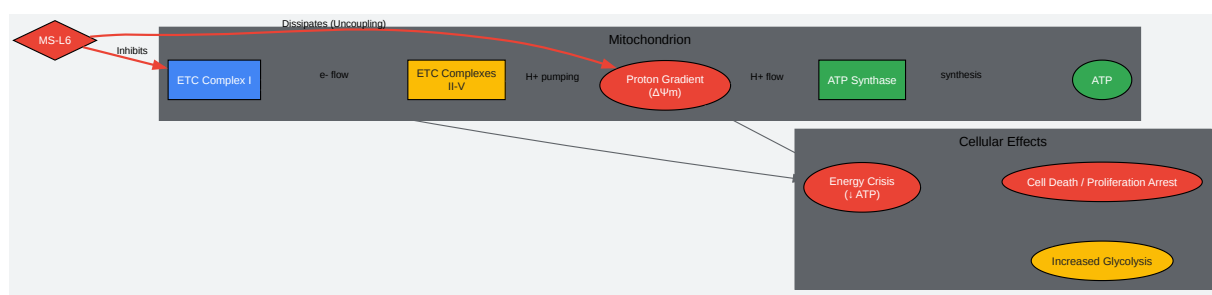 Dissipates (Uncoupling)
MS-L6
Inhibits
Mitochondrion
ETC Complex I
e- flow
ETC Complexes
II-V
H+ pumping
Proton Gradient
(ΔΨm)
H+ flow
ATP Synthase
synthesis
ATP
Cellular Effects
Energy Crisis
(↓ ATP)
Cell Death / Proliferation Arrest
Increased Glycolysis